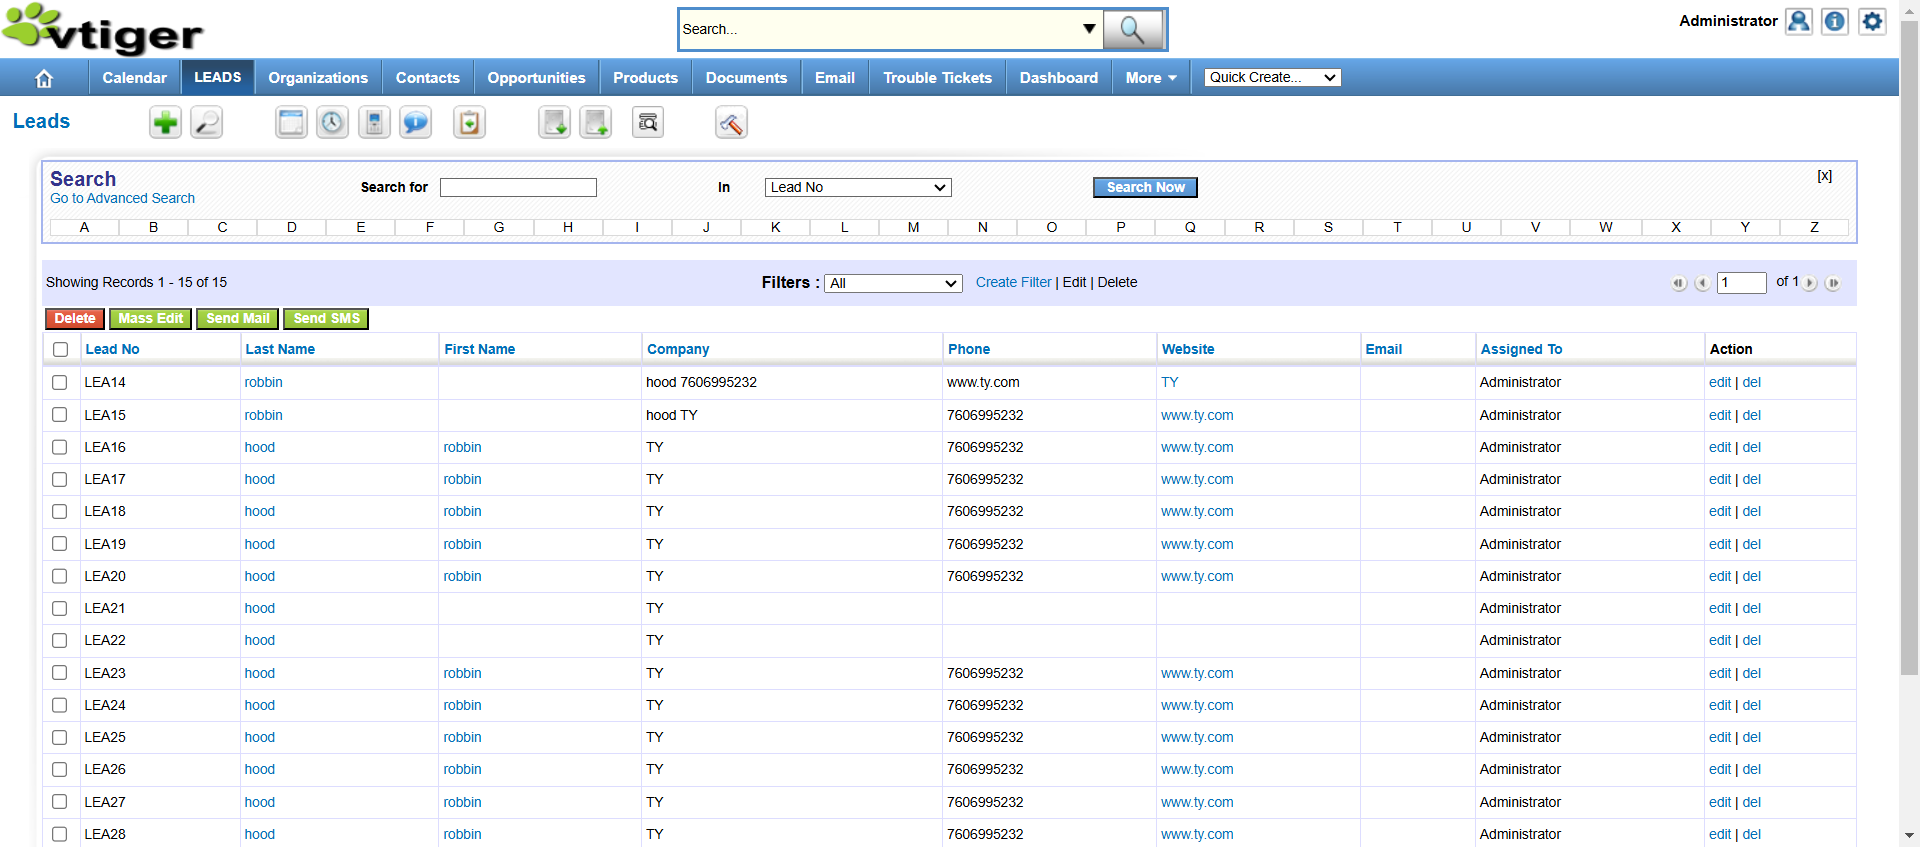 vtiger
Search...
Administrator
Calendar LEADS Organizations Contacts Opportunities Products Documents Email Trouble Tickets Dashboard More Quick Create...
Leads
Search
Go to Advanced Search
Search for In Lead No Search Now [x]
A B C D E F G H I J K L M N O P Q R S T U V W X Y Z
Showing Records 1 - 15 of 15 Filters : All Create Filter | Edit | Delete 1 of 1
Delete Mass Edit Send Mail Send SMS
Lead No Last Name First Name Company Phone Website Email Assigned To Action
LEA14 robbin hood 7606995232 www.ty.com TY Administrator edit | del
LEA15 robbin hood TY 7606995232 www.ty.com Administrator edit | del
LEA16 hood robbin TY 7606995232 www.ty.com Administrator edit | del
LEA17 hood robbin TY 7606995232 www.ty.com Administrator edit | del
LEA18 hood robbin TY 7606995232 www.ty.com Administrator edit | del
LEA19 hood robbin TY 7606995232 www.ty.com Administrator edit | del
LEA20 hood robbin TY 7606995232 www.ty.com Administrator edit | del
LEA21 hood TY Administrator edit | del
LEA22 hood TY Administrator edit | del
LEA23 hood robbin TY 7606995232 www.ty.com Administrator edit | del
LEA24 hood robbin TY 7606995232 www.ty.com Administrator edit | del
LEA25 hood robbin TY 7606995232 www.ty.com Administrator edit | del
LEA26 hood robbin TY 7606995232 www.ty.com Administrator edit | del
LEA27 hood robbin TY 7606995232 www.ty.com Administrator edit | del
LEA28 hood robbin TY 7606995232 www.ty.com Administrator edit | del